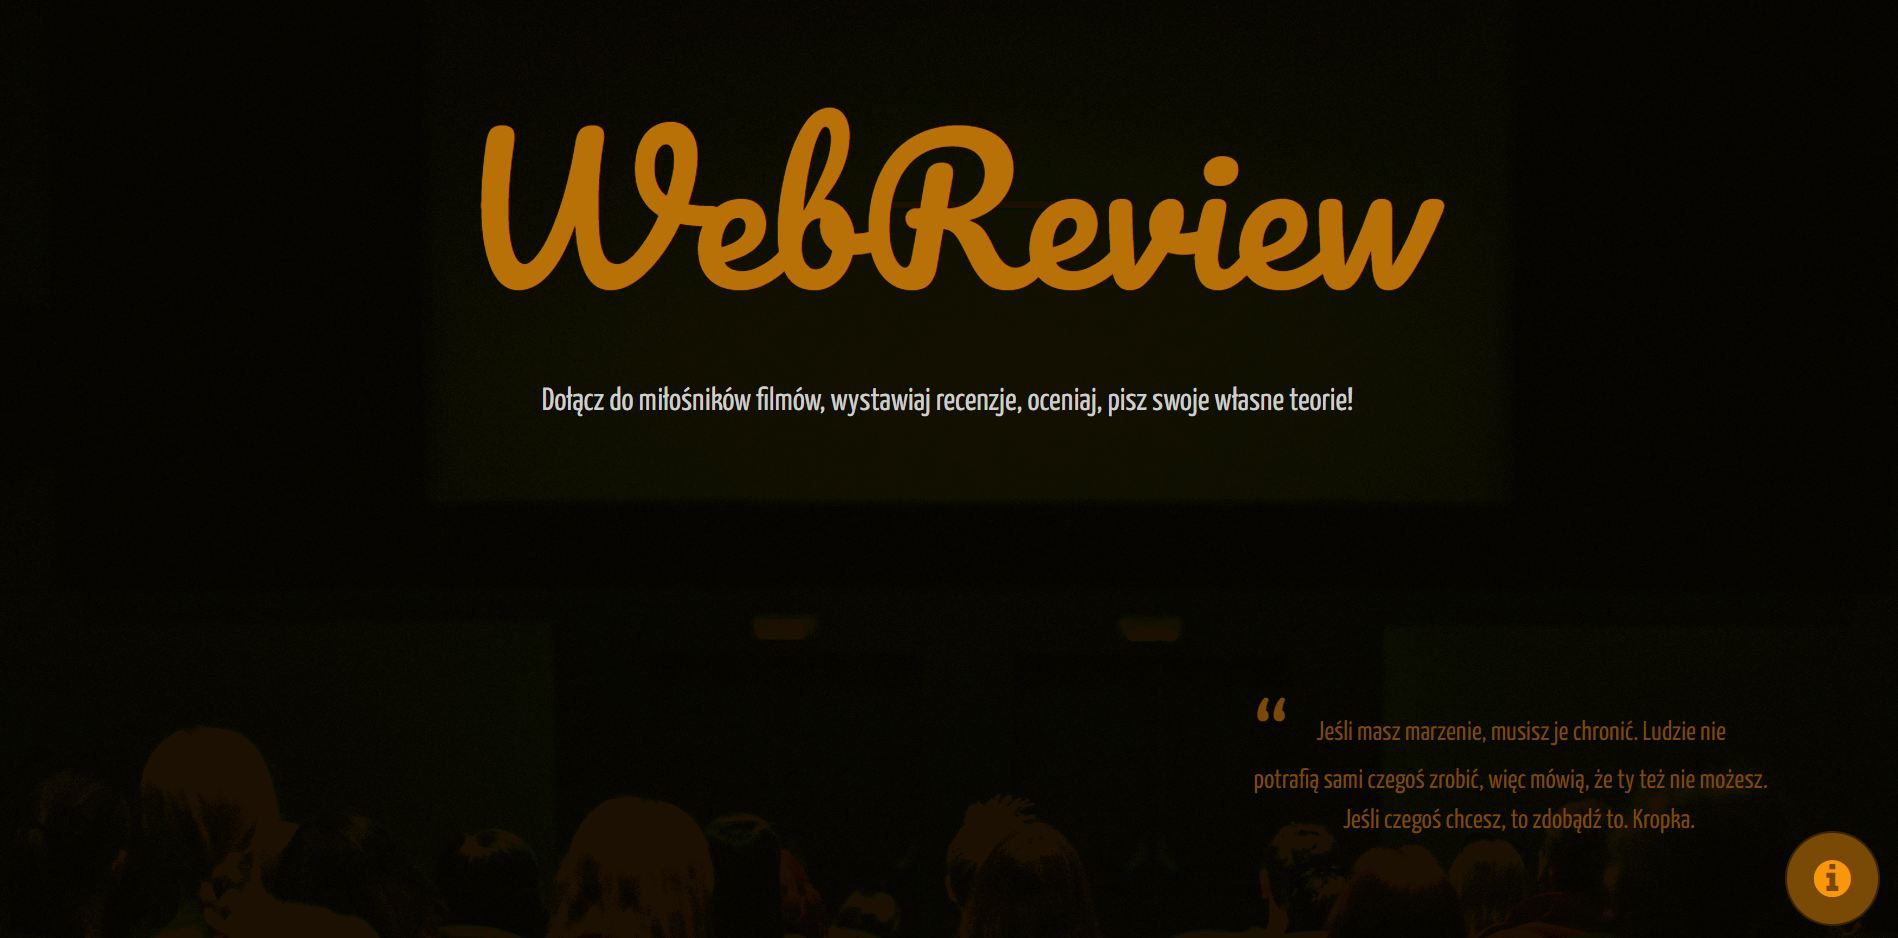 WebReview
Dołącz do miłośników filmów, wystawiaj recenzje, oceniaj, pisz swoje własne teorie!
“ Jeśli masz marzenie, musisz je chronić. Ludzie nie
potrafią sami czegoś zrobić, więc mówią, że ty też nie możesz.
Jeśli czegoś chcesz, to zdobądź to. Kropka.